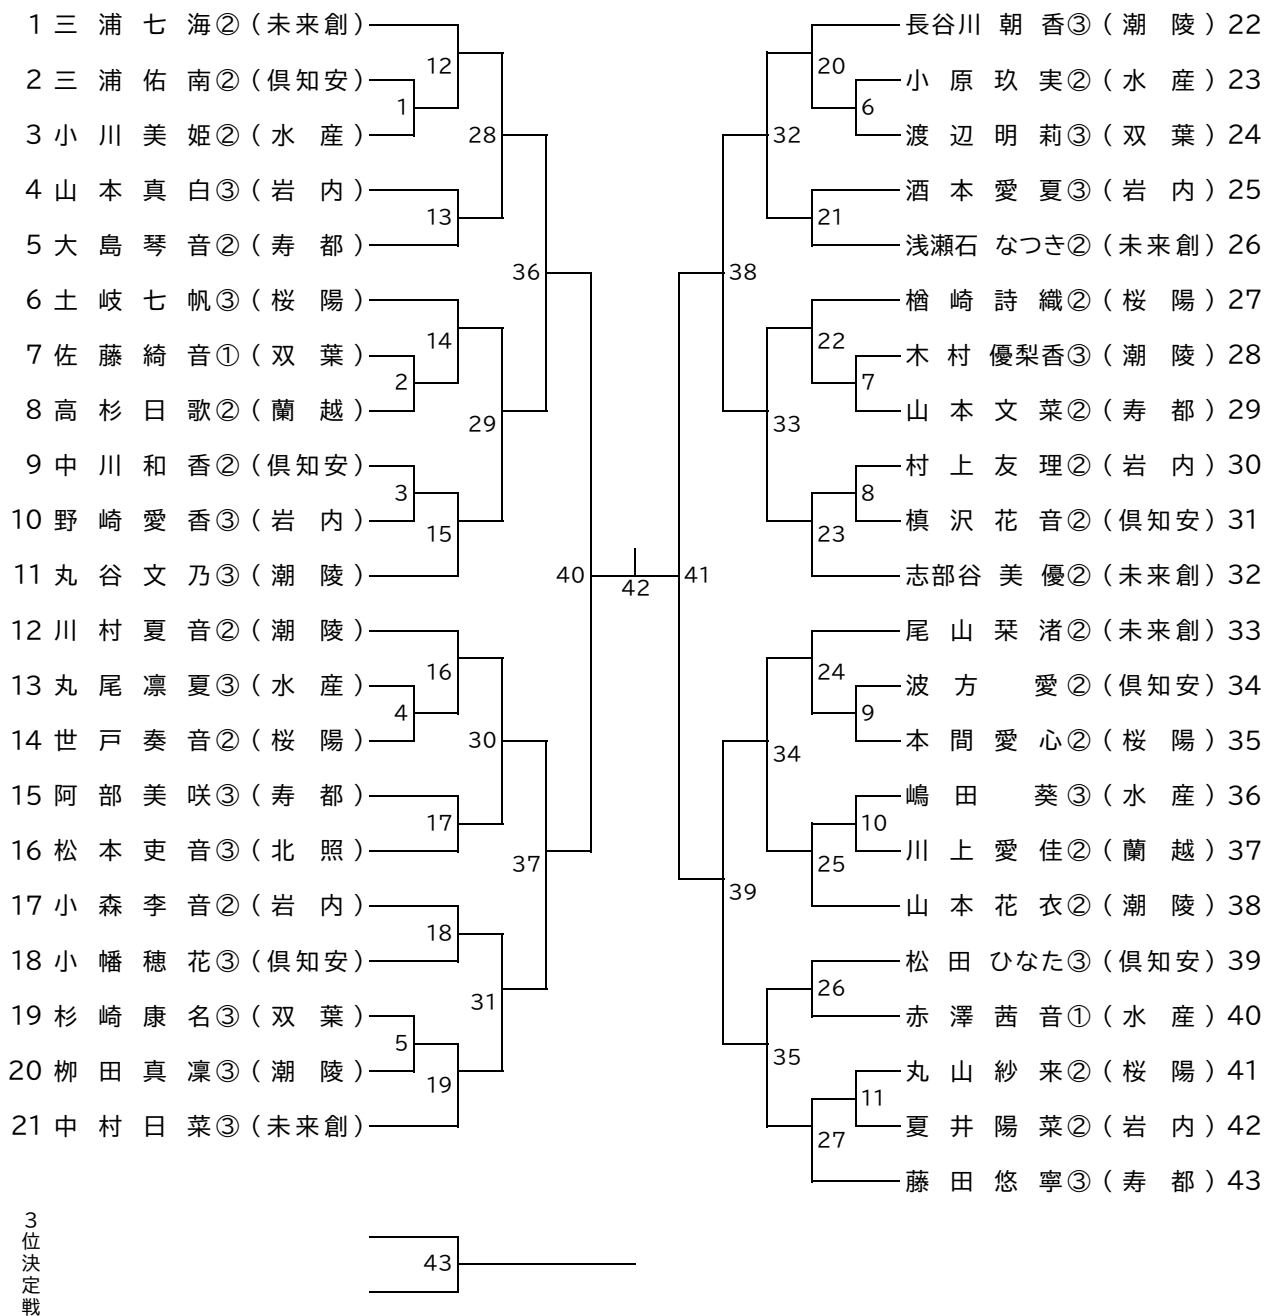 1 三浦七海②(未来創)
2 三浦佑南②(倶知安)
3 小川美姫②(水産)
4 山本真白③(岩内)
5 大島琴音②(寿都)
6 土岐七帆③(桜陽)
7 佐藤綺音①(双葉)
8 高杉日歌②(蘭越)
9 中川和香②(倶知安)
10 野崎愛香③(岩内)
11 丸谷文乃③(潮陵)
12 川村夏音②(潮陵)
13 丸尾凛夏③(水産)
14 世戸奏音②(桜陽)
15 阿部美咲③(寿都)
16 松本吏音③(北照)
17 小森李音②(岩内)
18 小幡穂花③(倶知安)
19 杉崎康名③(双葉)
20 栁田真凜③(潮陵)
21 中村日菜③(未来創)
12
1
28
13
36
14
2
29
3
15
40
16
4
30
17
37
18
31
5
19
42
41
20
6
32
21
38
22
7
33
8
23
24
9
34
10
25
39
26
35
11
27
長谷川朝香③(潮陵)22
小原玖実②(水産)23
渡辺明莉③(双葉)24
酒本愛夏③(岩内)25
浅瀬石なつき②(未来創)26
楢崎詩織②(桜陽)27
木村優梨香③(潮陵)28
山本文菜②(寿都)29
村上友理②(岩内)30
槙沢花音②(倶知安)31
志部谷美優②(未来創)32
尾山栞渚②(未来創)33
波方愛②(倶知安)34
本間愛心②(桜陽)35
嶋田葵③(水産)36
川上愛佳②(蘭越)37
山本花衣②(潮陵)38
松田ひなた③(倶知安)39
赤澤茜音①(水産)40
丸山紗来②(桜陽)41
夏井陽菜②(岩内)42
藤田悠寧③(寿都)43
3位決定戦
43